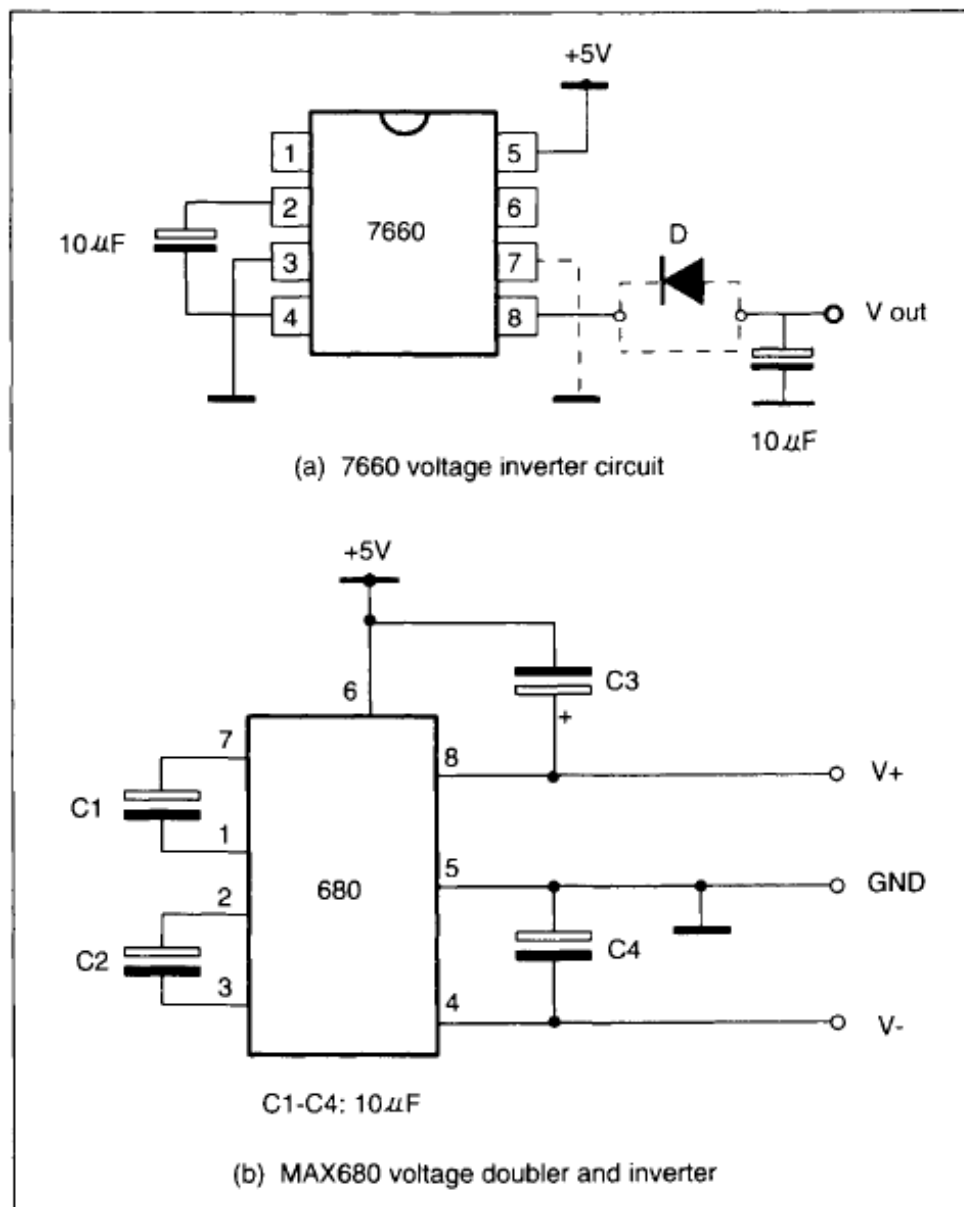 +5V
1
5
2
6
10µF
7660
D
3
7
4
8
V out
10µF
(a) 7660 voltage inverter circuit
+5V
C3
6
+
7
8
V+
C1
1
5
GND
680
2
C2
C4
3
4
V-
C1-C4: 10µF
(b) MAX680 voltage doubler and inverter